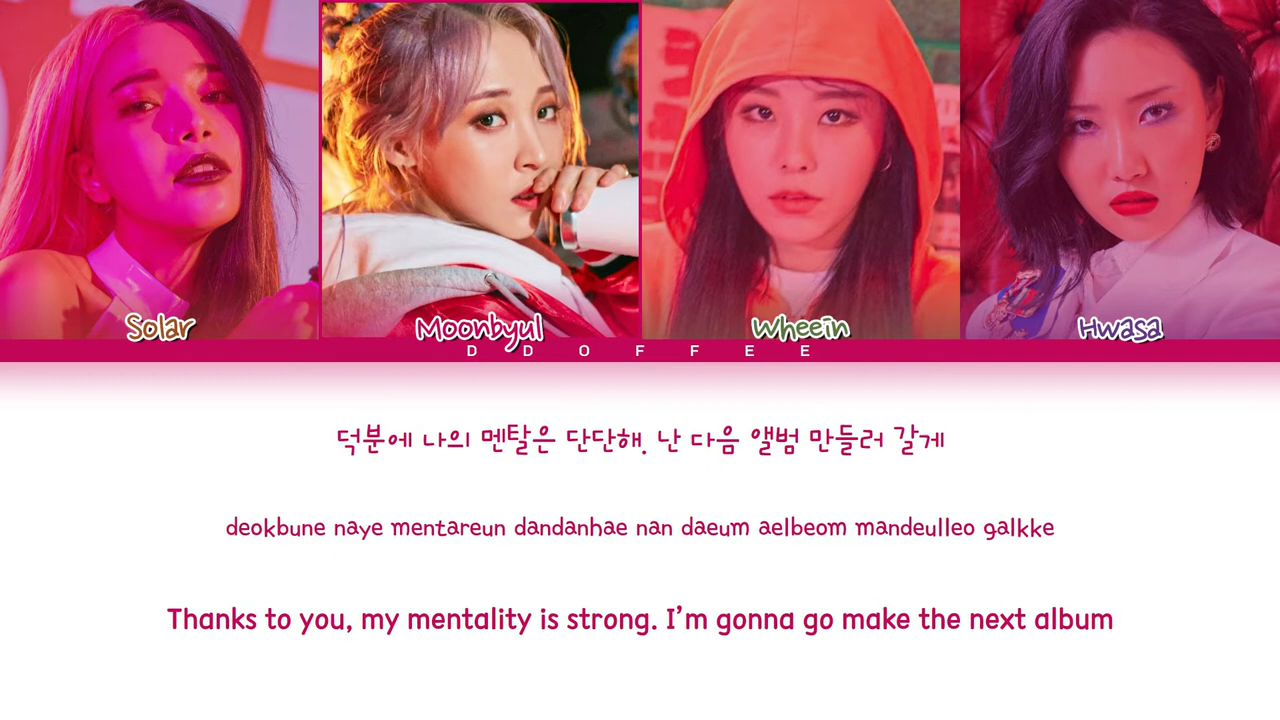 Solar Moonbyul Wheein Hwasa
DDOFFEE
덕분에 나의 멘탈은 단단해. 난 다음 앨범 만들러 갈게
deokbune naye mentareun dandanhae nan daeum aelbeom mandeulleo galkke
Thanks to you, my mentality is strong. I’m gonna go make the next album